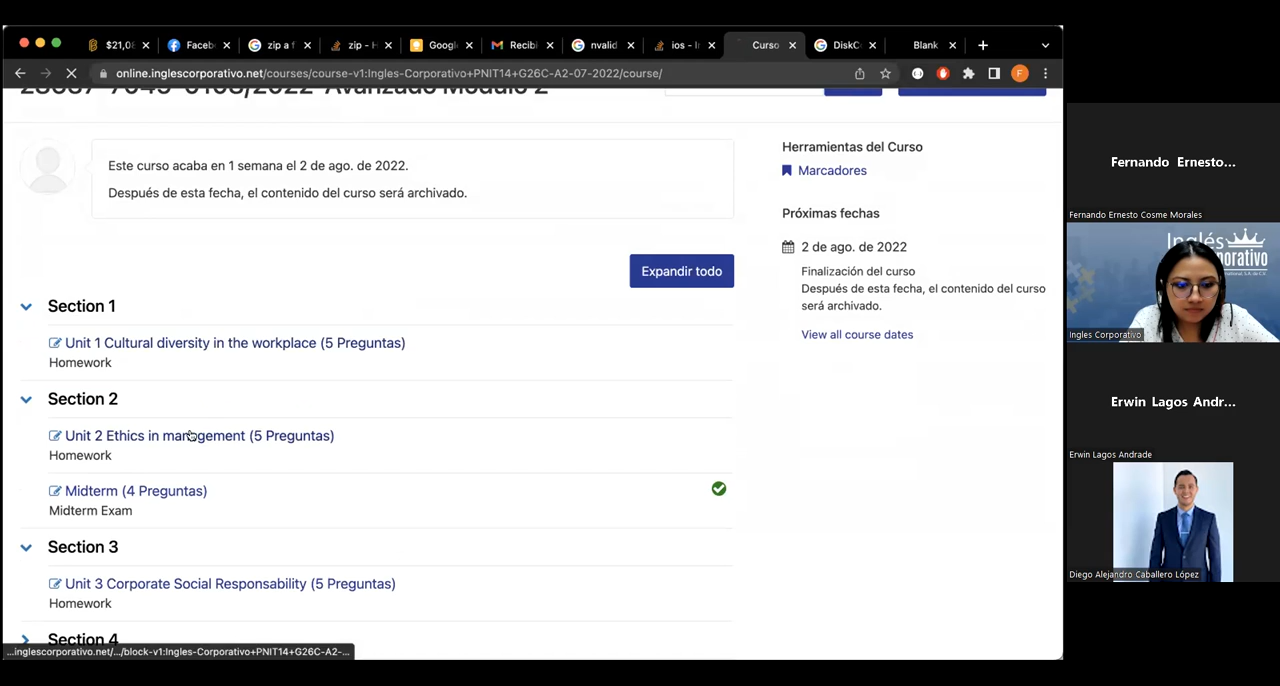 $21,08
Faceb
zip a f
zip - H
Google
Recibi
nvalid
ios - Ir
Curso
DiskC
Blank
online.inglescorporativo.net/courses/course-v1:Ingles-Corporativo+PNIT14+G26C-A2-07-2022/course/
F
Este curso acaba en 1 semana el 2 de ago. de 2022.
Después de esta fecha, el contenido del curso será archivado.
Expandir todo
Section 1
Unit 1 Cultural diversity in the workplace (5 Preguntas)
Homework
Section 2
Unit 2 Ethics in management (5 Preguntas)
Homework
Midterm (4 Preguntas)
Midterm Exam
Section 3
Unit 3 Corporate Social Responsability (5 Preguntas)
Homework
Section 4
...inglescorporativo.net/.../block-v1:Ingles-Corporativo+PNIT14+G26C-A2-...
Herramientas del Curso
Marcadores
Próximas fechas
2 de ago. de 2022
Finalización del curso
Después de esta fecha, el contenido del curso
será archivado.
View all course dates
Fernando Ernesto...
Fernando Ernesto Cosme Morales
Inglés
orporativo
Ingles Corporativo
Erwin Lagos Andr...
Erwin Lagos Andrade
Diego Alejandro Caballero López